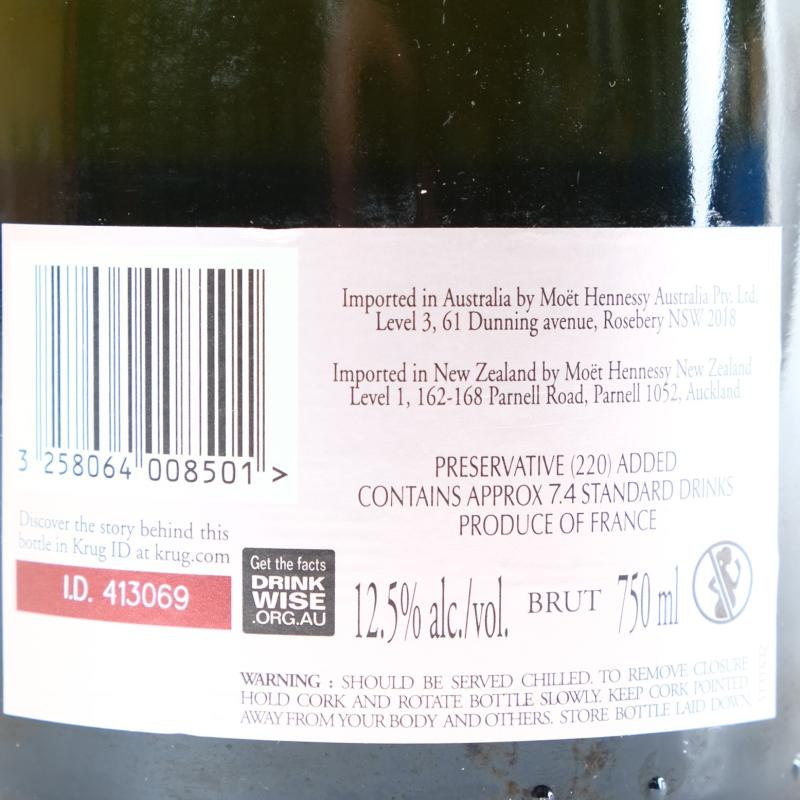 Imported in Australia by Moët Hennessy Australia Pty. Ltd.
Level 3, 61 Dunning avenue, Rosebery NSW 2018
Imported in New Zealand by Moët Hennessy New Zealand
Level 1, 162-168 Parnell Road, Parnell 1052, Auckland
3 258064 008501 >
PRESERVATIVE (220) ADDED
CONTAINS APPROX 7.4 STANDARD DRINKS
PRODUCE OF FRANCE
Discover the story behind this
bottle in Krug ID at krug.com
I.D. 413069
Get the facts
DRINK
WISE
.ORG.AU
12.5% alc./vol. BRUT 750 ml
WARNING : SHOULD BE SERVED CHILLED. TO REMOVE CLOSURE
HOLD CORK AND ROTATE BOTTLE SLOWLY. KEEP CORK POINTED
AWAY FROM YOUR BODY AND OTHERS. STORE BOTTLE LAID DOWN.